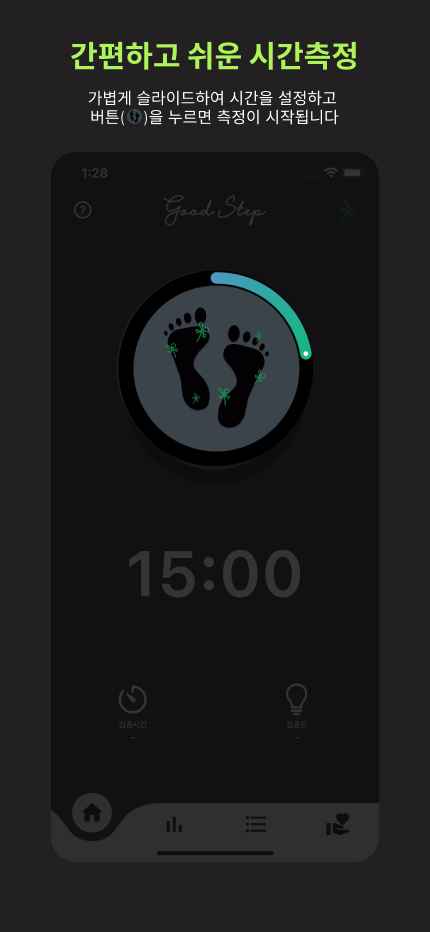 간편하고 쉬운 시간측정
가볍게 슬라이드하여 시간을 설정하고
버튼( )을 누르면 측정이 시작됩니다
1:28
?
Good Step
15:00
집중시간
집중도
-
-